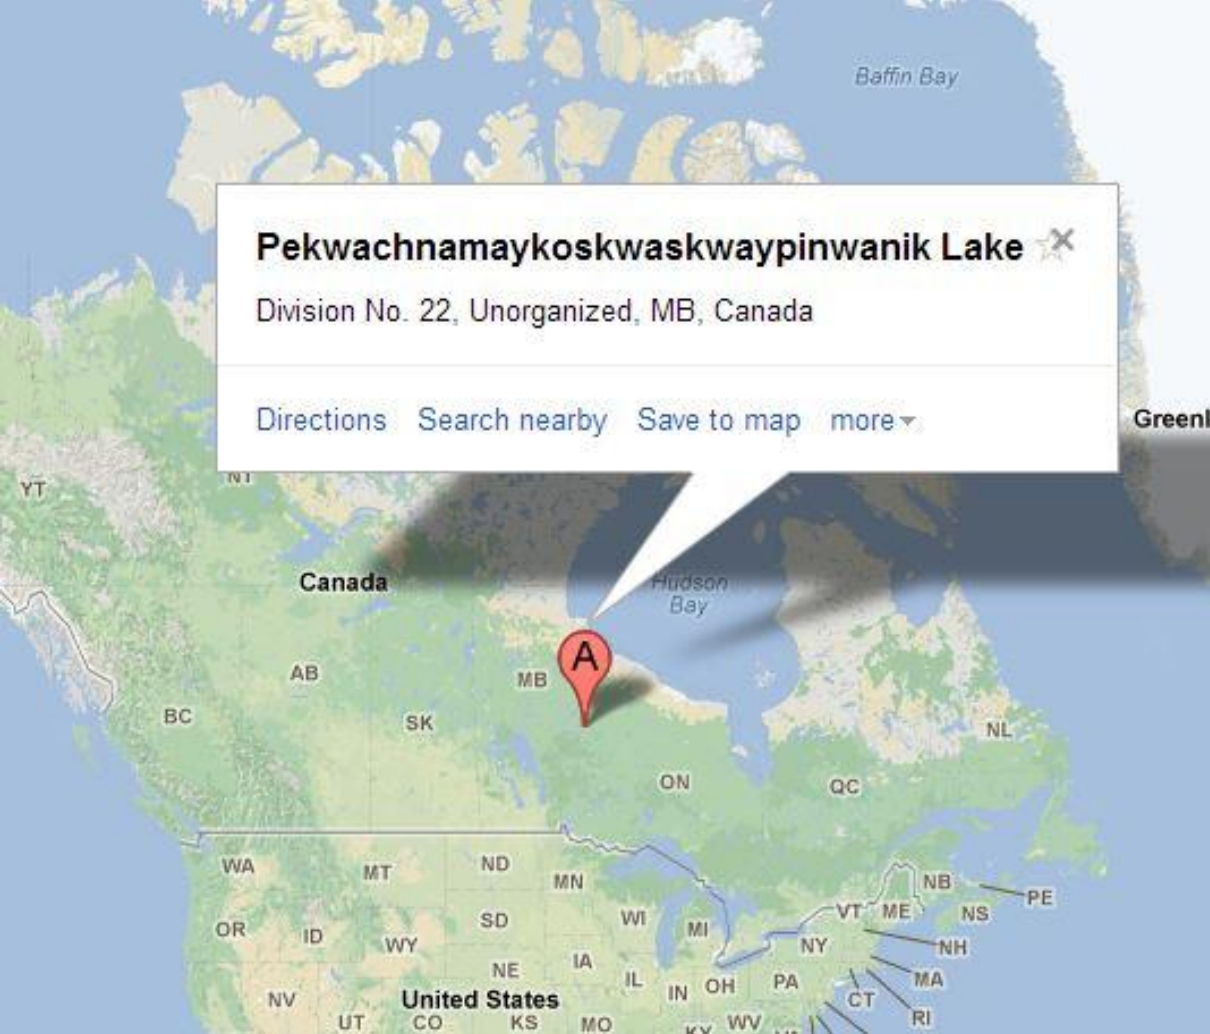 Baffin Bay
Pekwachnamaykoskwaskwaypinwanik Lake
Division No. 22, Unorganized, MB, Canada
Directions Search nearby Save to map more
Greenl
YT
NT
Canada
Hudson
Bay
AB
MB
A
BC
SK
NL
ON
QC
WA
MT
ND
MN
NB
PE
OR
ID
SD
WI
MI
VT
ME
NS
WY
NY
NH
NE
IA
IL
IN
OH
PA
MA
NV
United States
CT
RI
UT
CO
KS
MO
KY
WV
VA